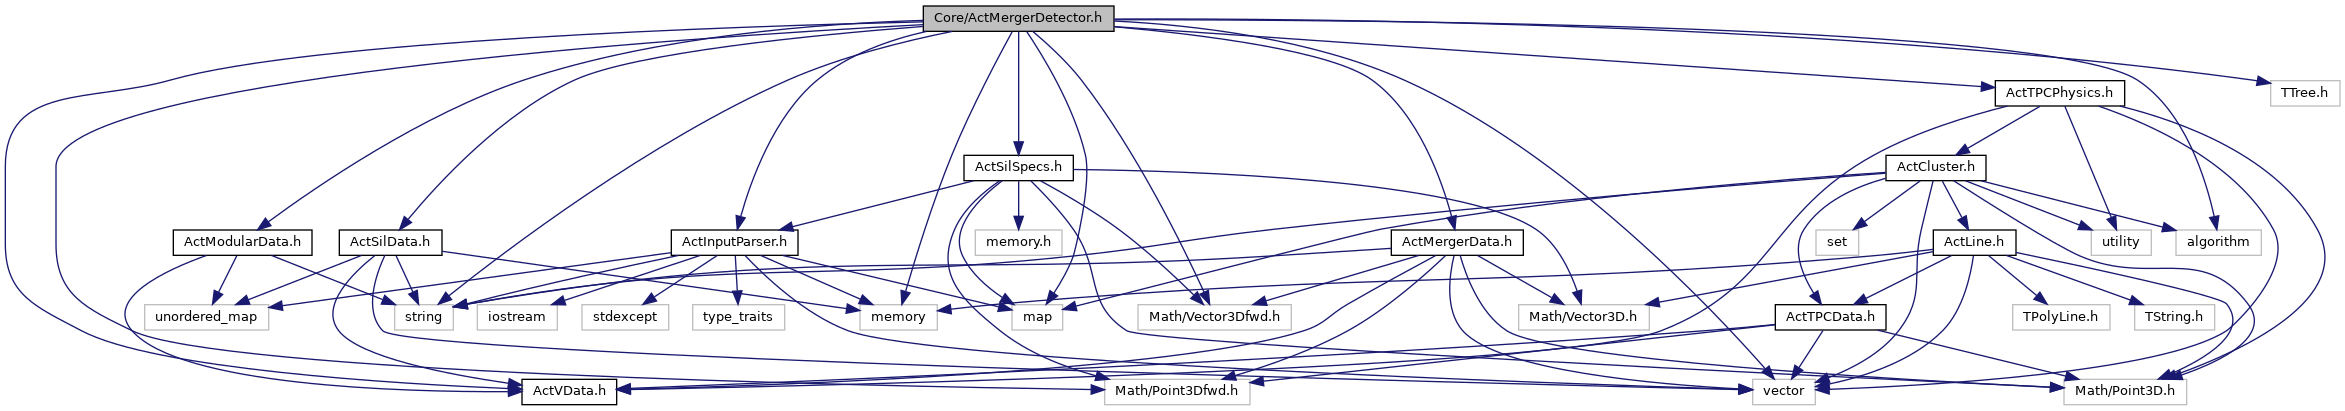 Core/ActMergerDetector.h
TTree.h
ActTPCPhysics.h
ActSilSpecs.h
ActCluster.h
ActModularData.h
ActSilData.h
ActInputParser.h
memory.h
ActMergerData.h
set
ActLine.h
utility
algorithm
unordered_map
string
iostream
stdexcept
type_traits
memory
map
Math/Vector3Dfwd.h
Math/Vector3D.h
ActTPCData.h
TPolyLine.h
TString.h
ActVData.h
Math/Point3Dfwd.h
vector
Math/Point3D.h